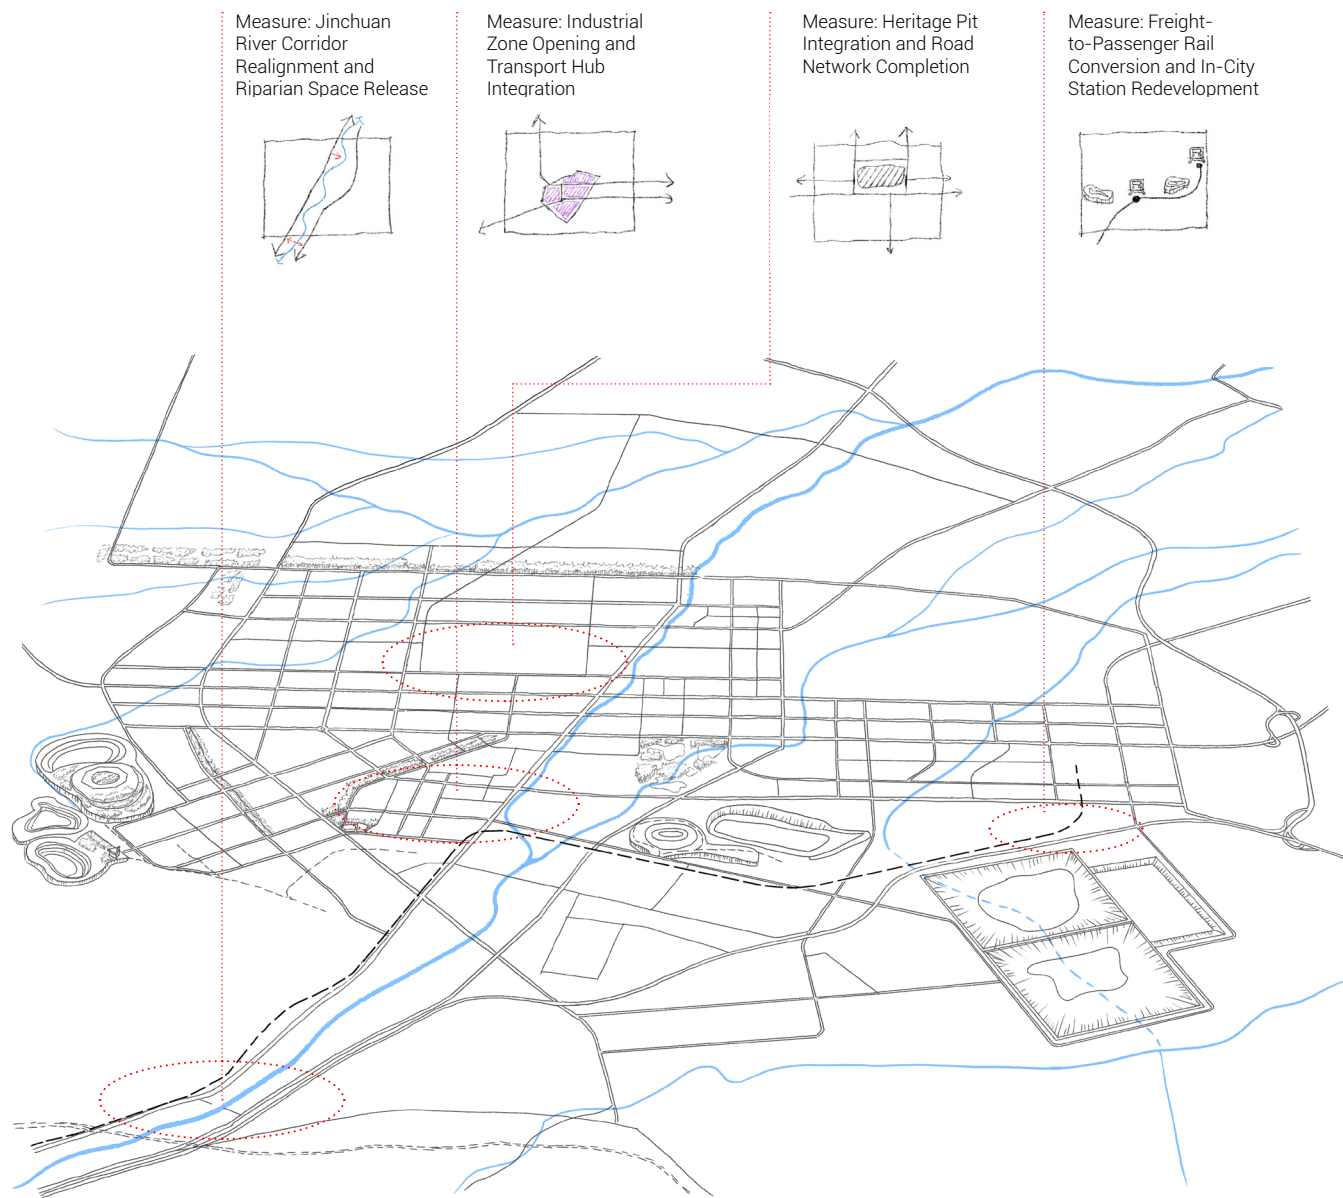 Measure: Jinchuan
River Corridor
Realignment and
Riparian Space Release
Measure: Industrial
Zone Opening and
Transport Hub
Integration
Measure: Heritage Pit
Integration and Road
Network Completion
Measure: Freight-
to-Passenger Rail
Conversion and In-City
Station Redevelopment